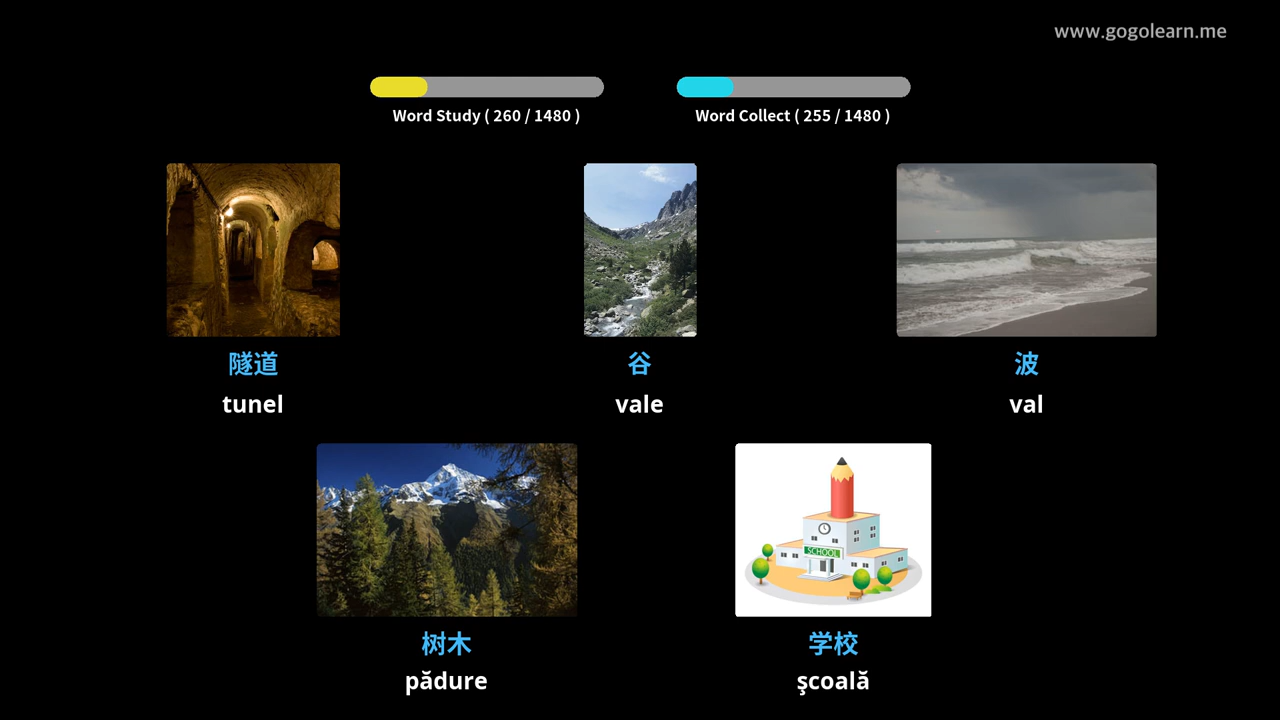 www.gogolearn.me
Word Study ( 260 / 1480 )
Word Collect ( 255 / 1480 )
隧道
谷
波
tunel
vale
val
SCHOOL
树木
学校
pădure
şcoală